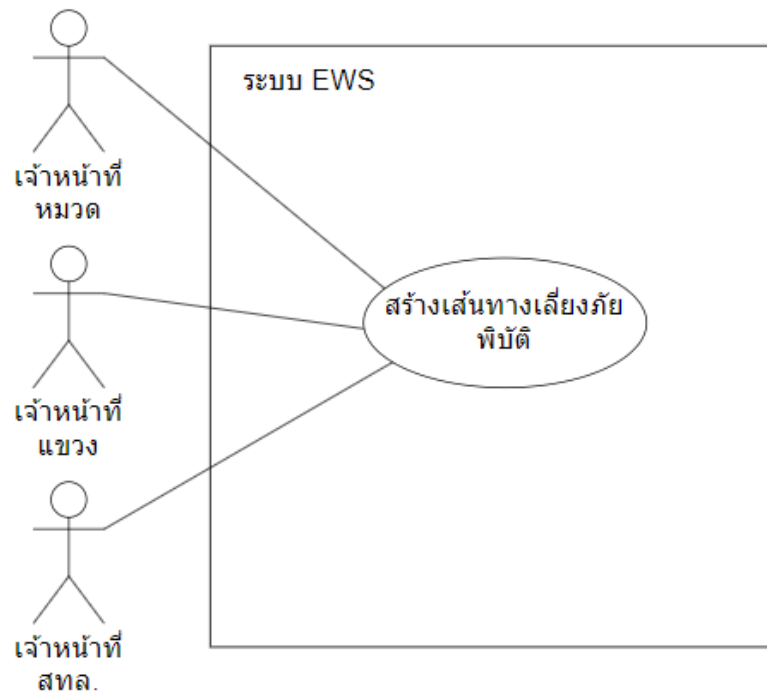 ระบบ EWS
เจ้าหน้าที่
หมวด
สร้างเส้นทางเลี่ยงภัย
พิบัติ
เจ้าหน้าที่
แขวง
เจ้าหน้าที่
สทล.